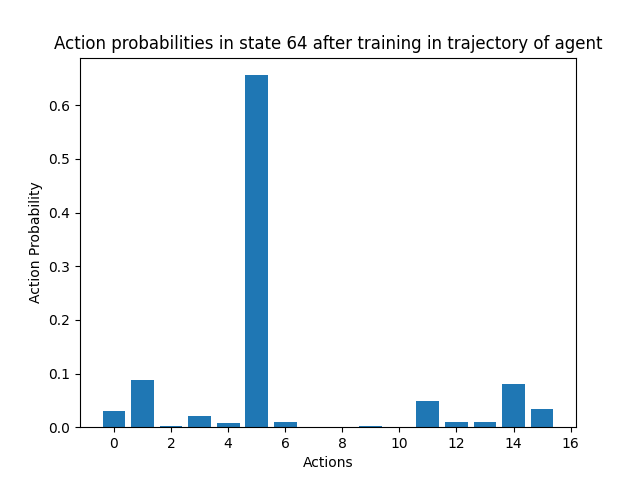 Action probabilities in state 64 after training in trajectory of agent
Action Probability
0.6
0.5
0.4
0.3
0.2
0.1
0.0
0 2 4 6 8 10 12 14 16
Actions